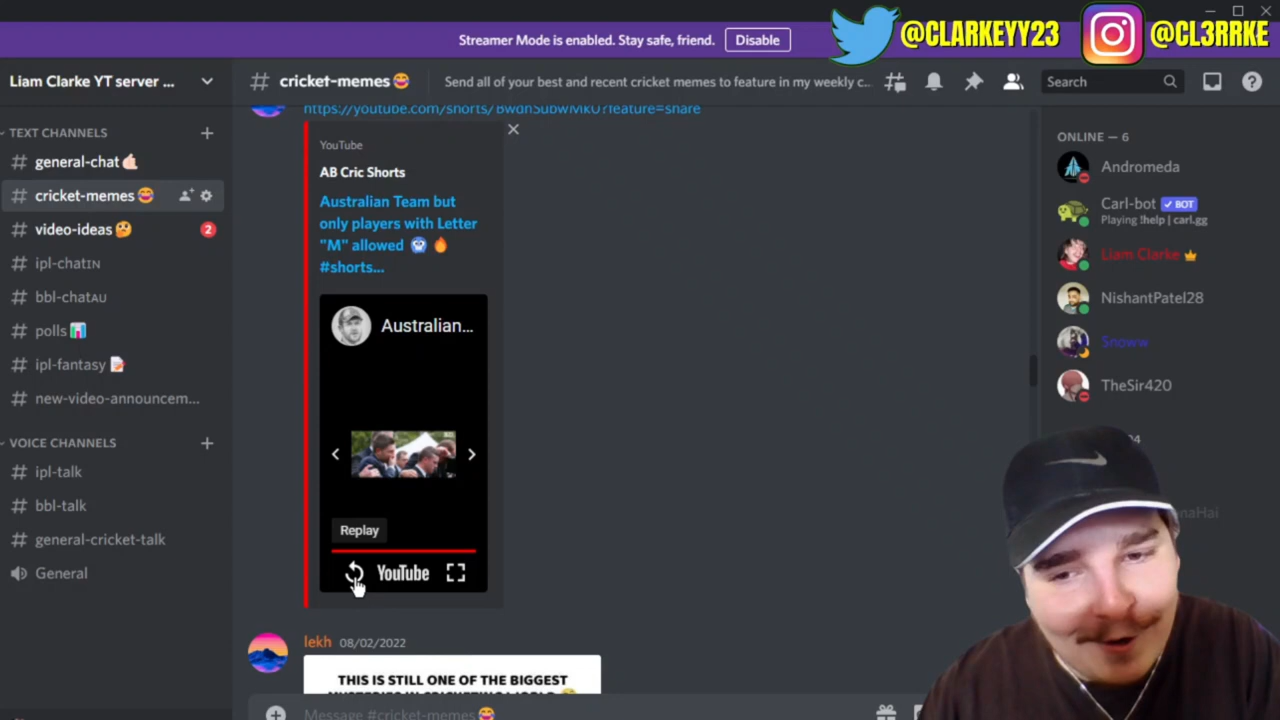 @CLARKEYY23
@CL3RRKE
Streamer Mode is enabled. Stay safe, friend.
Disable
Liam Clarke YT server ...
# cricket-memes😂
Send all of your best and recent cricket memes to feature in my weekly c...
Search
TEXT CHANNELS
# general-chat🤙🏻
# cricket-memes😂
# video-ideas🤔
2
# ipl-chatIN
# bbl-chatAU
# polls📊
# ipl-fantasy📝
# new-video-announcem...
VOICE CHANNELS
# ipl-talk
# bbl-talk
# general-cricket-talk
General
YouTube
AB Cric Shorts
Australian Team but
only players with Letter
"M" allowed 🥶 🔥
#shorts...
Australian...
Replay
YouTube
lekh 08/02/2022
THIS IS STILL ONE OF THE BIGGEST
Message #cricket-memes😂
ONLINE — 6
Andromeda
Carl-bot ✓ BOT
Playing !help | carl.gg
Liam Clarke
NishantPatel28
Snoww
TheSir420